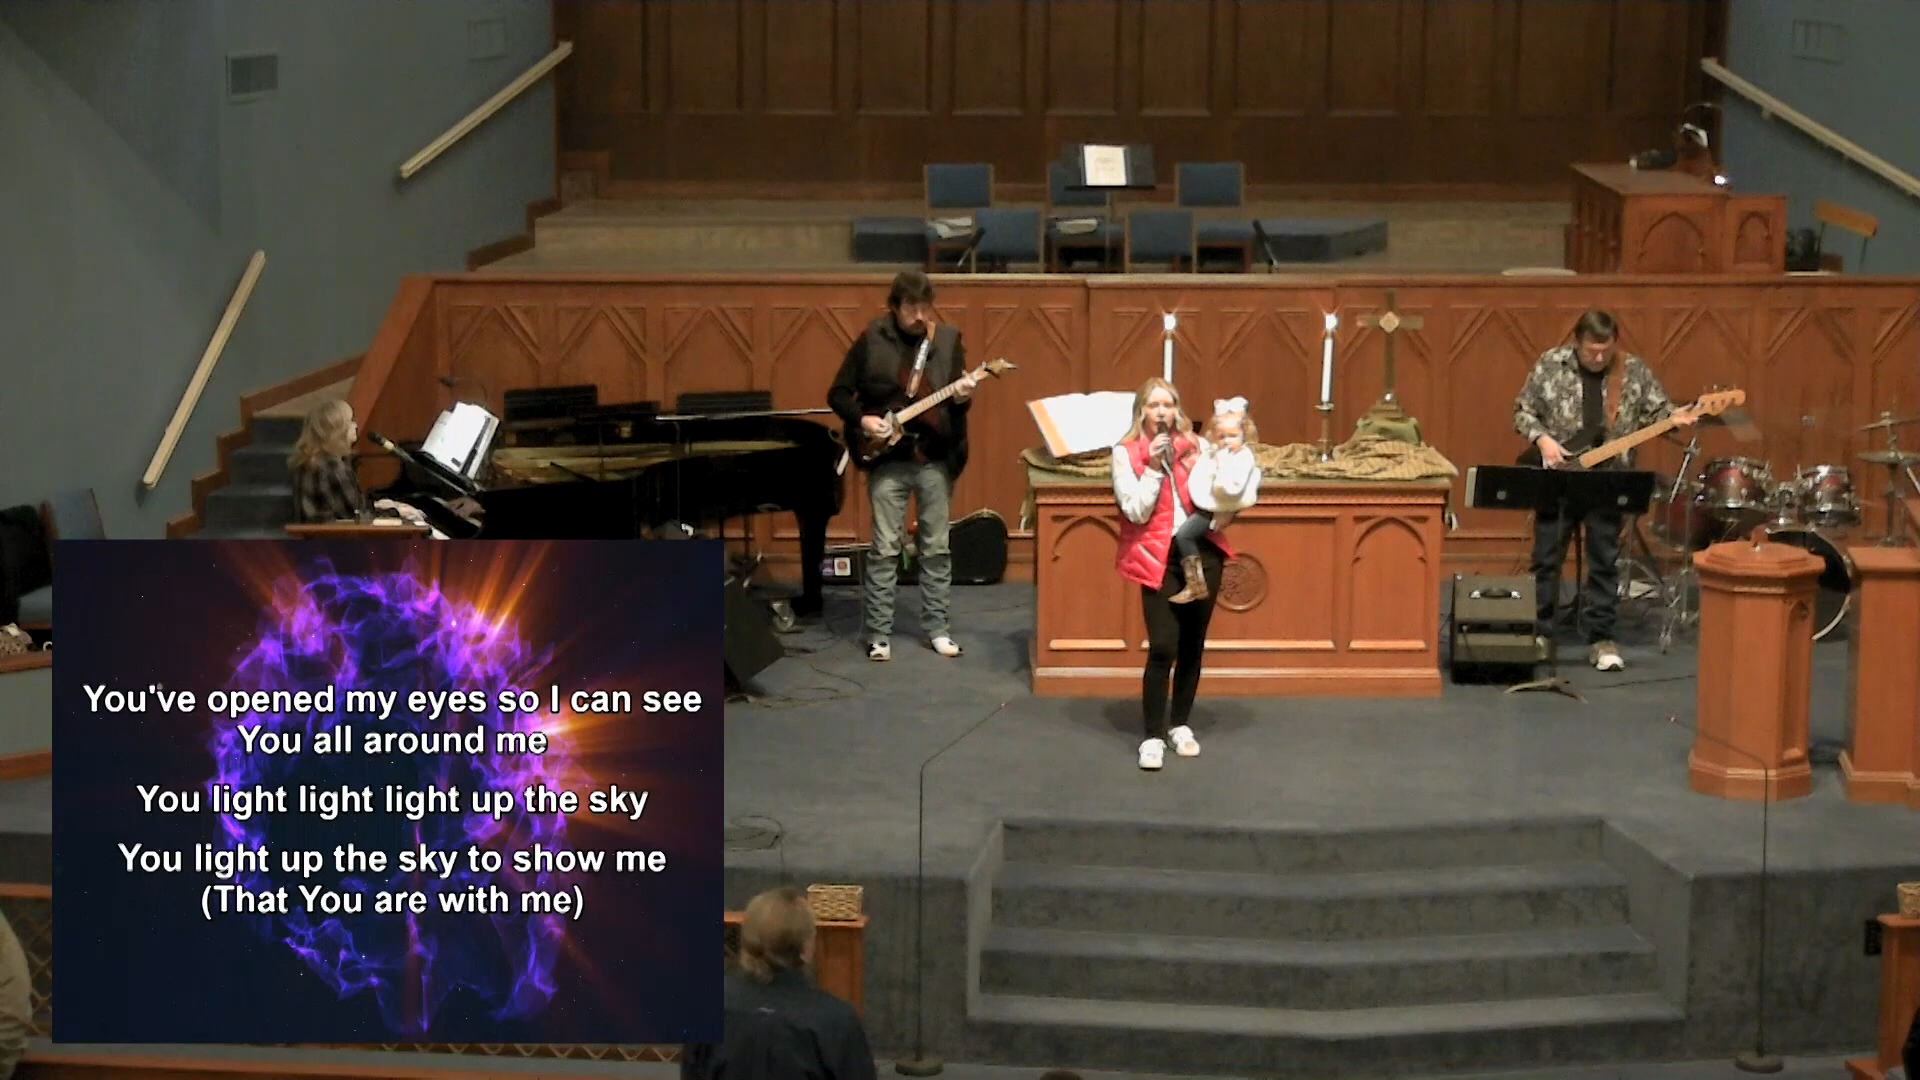 You've opened my eyes so I can see
You all around me
You light light light up the sky
You light up the sky to show me
(That You are with me)